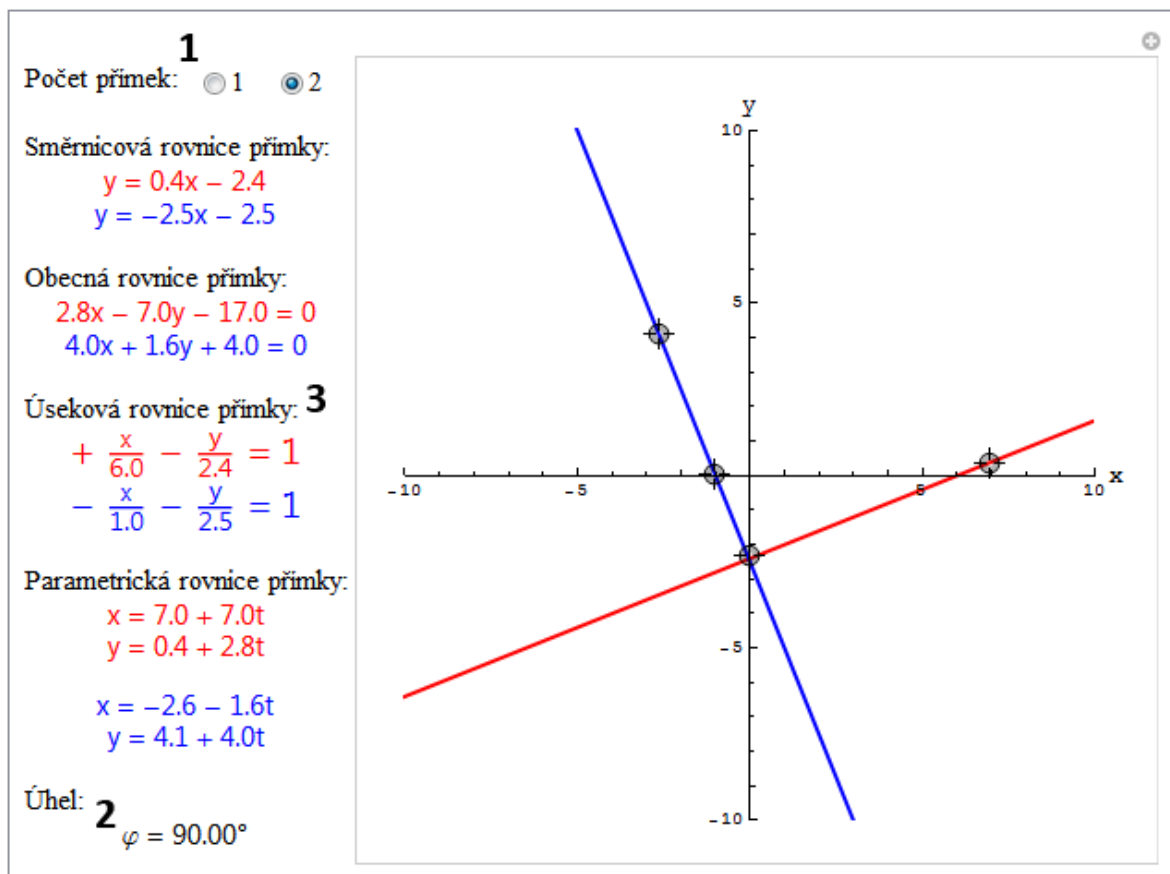 1
Počet přímek: 1 2
Směrnicová rovnice přímky:
y = 0.4x − 2.4
y = −2.5x − 2.5
Obecná rovnice přímky:
2.8x − 7.0y − 17.0 = 0
4.0x + 1.6y + 4.0 = 0
Úseková rovnice přímky: 3
+ x/6.0 − y/2.4 = 1
− x/1.0 − y/2.5 = 1
Parametrická rovnice přímky:
x = 7.0 + 7.0t
y = 0.4 + 2.8t
x = −2.6 − 1.6t
y = 4.1 + 4.0t
Úhel:
2
φ = 90.00°
y
10
5
-10 -5 5 10 x
-5
-10